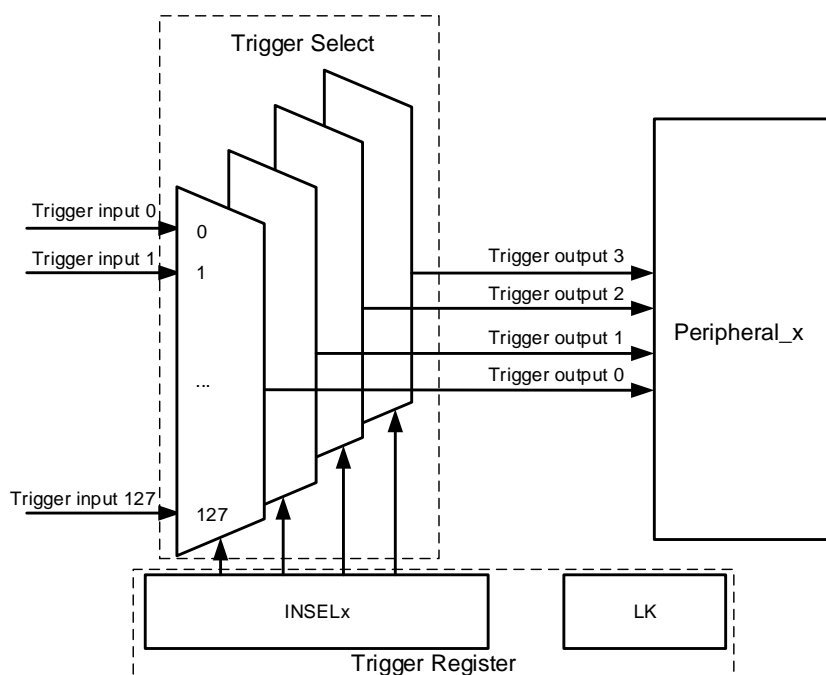 Trigger Select
Trigger input 0
0
Trigger input 1
1
Trigger output 3
Trigger output 2
Peripheral_x
Trigger output 1
...
Trigger output 0
Trigger input 127
127
INSELx
LK
Trigger Register